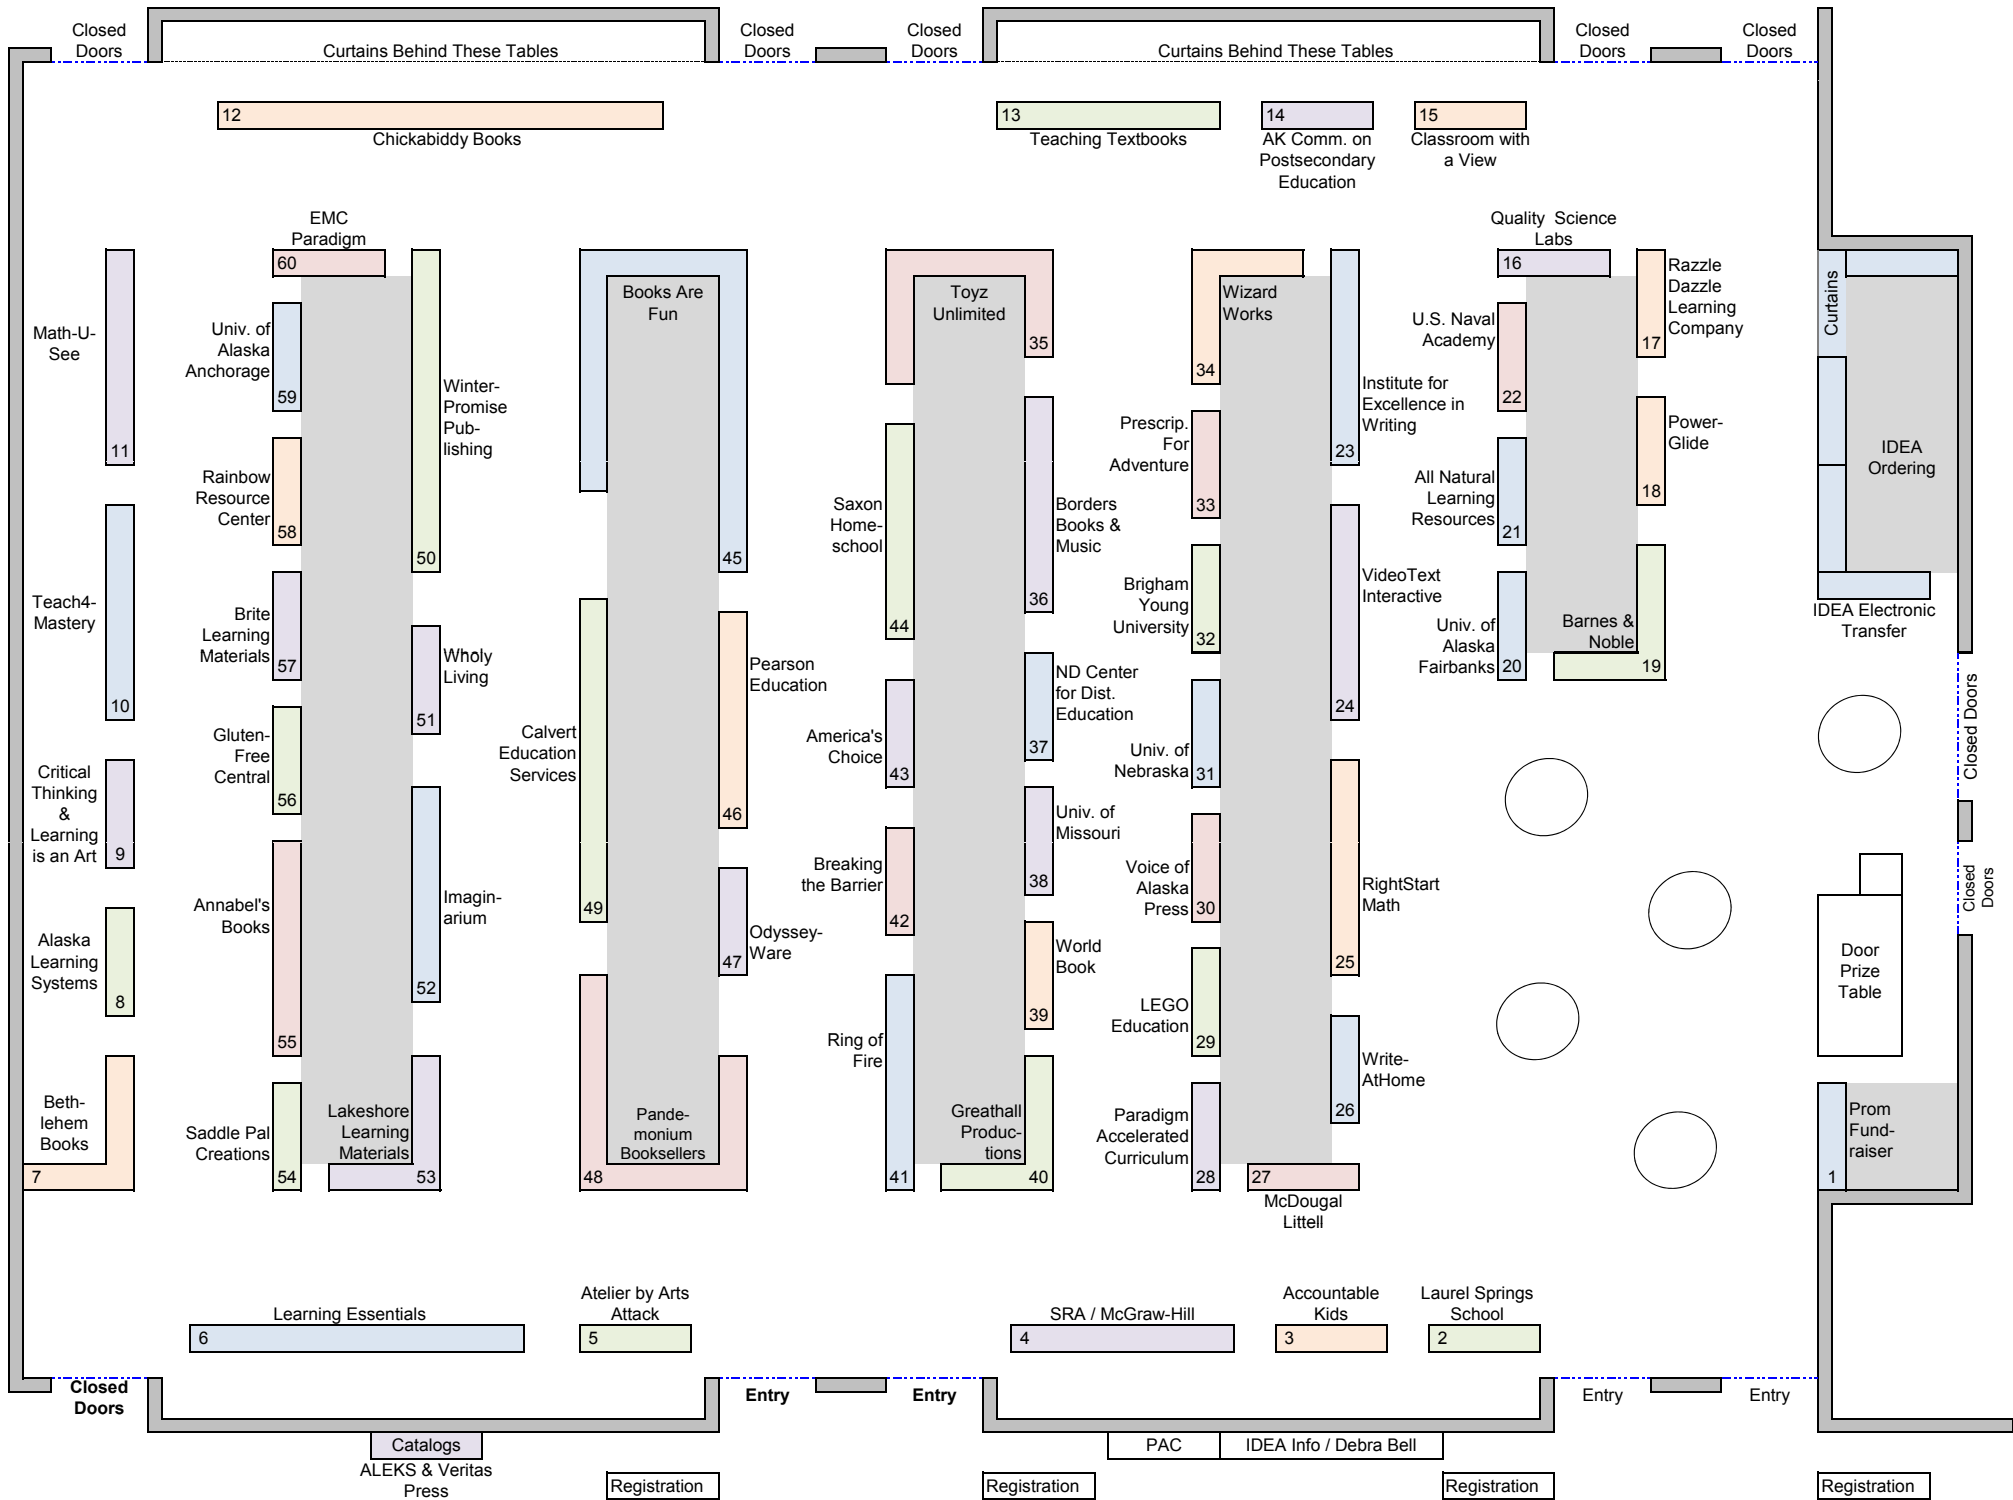 Closed
Doors
Curtains Behind These Tables
Closed
Doors
Closed
Doors
Curtains Behind These Tables
Closed
Doors
Closed
Doors
12
Chickabiddy Books
13
Teaching Textbooks
14
AK Comm. on
Postsecondary
Education
15
Classroom with
a View
Math-U-
See
11
Teach4-
Mastery
10
Critical
Thinking
&
Learning
is an Art
9
Alaska
Learning
Systems
8
Beth-
lehem
Books
7
EMC
Paradigm
60
Univ. of
Alaska
Anchorage
59
Rainbow
Resource
Center
58
Brite
Learning
Materials
57
Gluten-
Free
Central
56
Annabel's
Books
55
Saddle Pal
Creations
54
Winter-
Promise
Pub-
lishing
50
Wholy
Living
51
Imagin-
arium
52
Lakeshore
Learning
Materials
53
Books Are
Fun
45
Calvert
Education
Services
49
Pearson
Education
46
Odyssey-
Ware
47
Pande-
monium
Booksellers
48
Toyz
Unlimited
35
Saxon
Home-
school
44
America's
Choice
43
Breaking
the Barrier
42
Ring of
Fire
41
Borders
Books &
Music
36
ND Center
for Dist.
Education
37
Univ. of
Missouri
38
World
Book
39
Greathall
Produc-
tions
40
Wizard
Works
34
Prescrip.
For
Adventure
33
Brigham
Young
University
32
Univ. of
Nebraska
31
Voice of
Alaska
Press
30
LEGO
Education
29
Paradigm
Accelerated
Curriculum
28
Institute for
Excellence in
Writing
23
VideoText
Interactive
24
RightStart
Math
25
Write-
AtHome
26
27
McDougal
Littell
Quality Science
Labs
16
U.S. Naval
Academy
22
All Natural
Learning
Resources
21
Univ. of
Alaska
Fairbanks
20
Razzle
Dazzle
Learning
Company
17
Power-
Glide
18
Barnes &
Noble
19
Curtains
IDEA
Ordering
IDEA Electronic
Transfer
Closed Doors
Closed
Doors
Door
Prize
Table
Prom
Fund-
raiser
1
Learning Essentials
6
Atelier by Arts
Attack
5
SRA / McGraw-Hill
4
Accountable
Kids
3
Laurel Springs
School
2
Closed
Doors
Entry
Entry
Entry
Entry
Catalogs
ALEKS & Veritas
Press
PAC
IDEA Info / Debra Bell
Registration
Registration
Registration
Registration